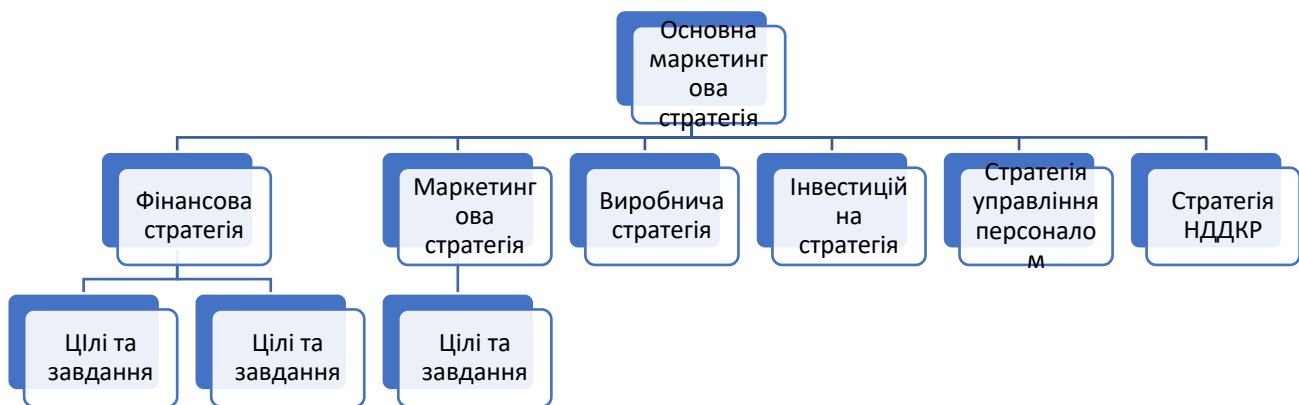 Основна
маркетинг
ова
стратегія
Фінансова
стратегія
Маркетинг
ова
стратегія
Виробнича
стратегія
Інвестицій
на
стратегія
Стратегія
управління
персонало
м
Стратегія
НДДКР
Цілі та
завдання
Цілі та
завдання
Цілі та
завдання